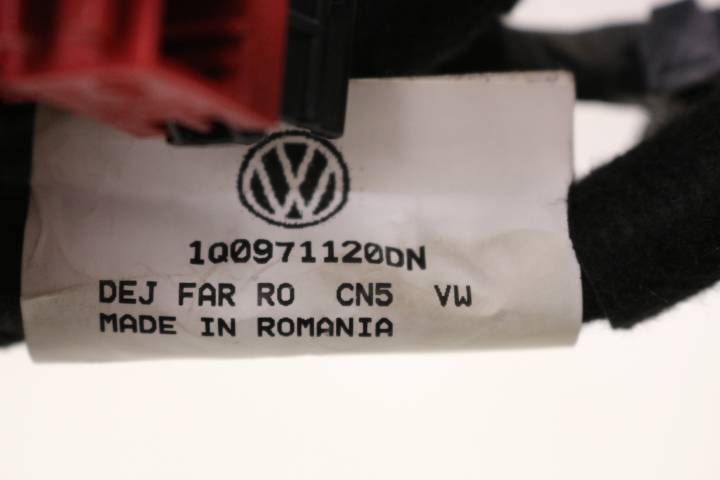 1Q0971120DN
DEJ FAR RO CN5 VW
MADE IN ROMANIA